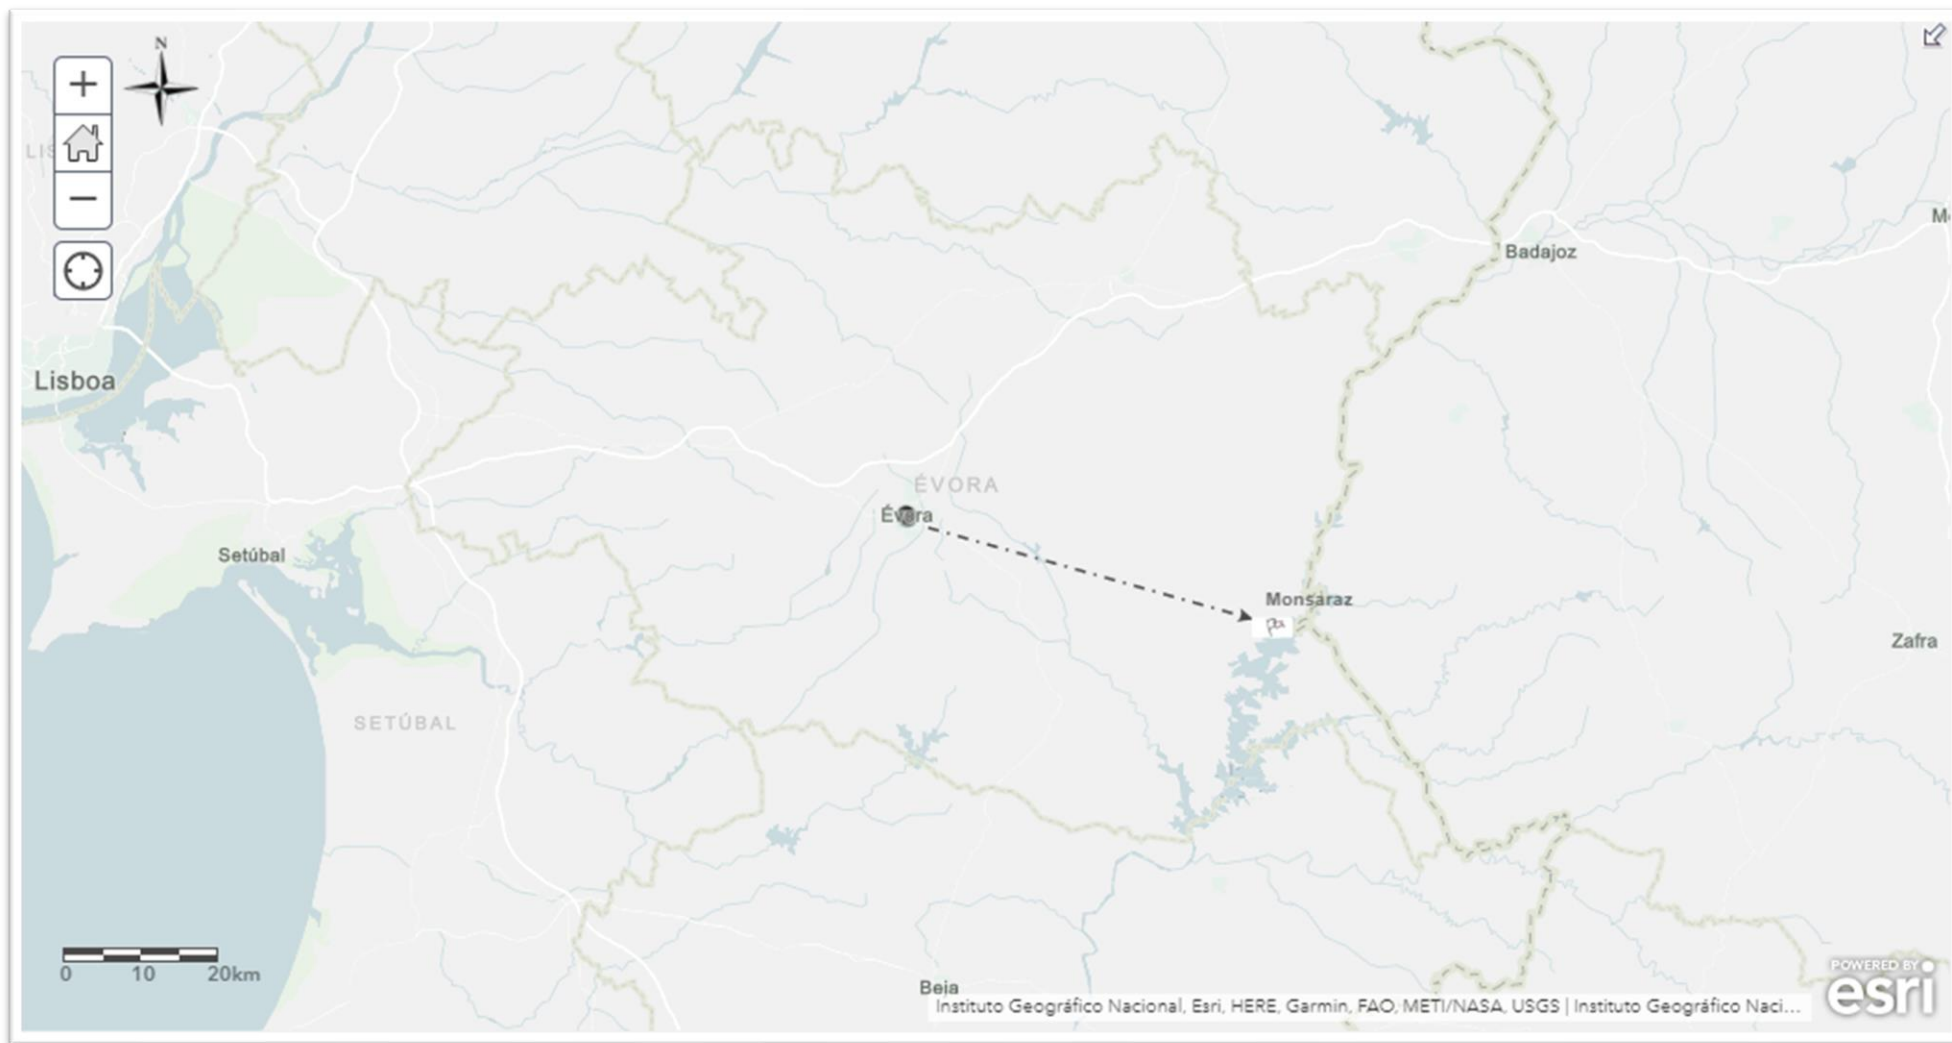 N
LIS
M
Badajoz
Lisboa
ÉVORA
Évora
Setúbal
Monsaraz
Zafra
SETÚBAL
0 10 20km
Beja
POWERED BY
esri
Instituto Geográfico Nacional, Esri, HERE, Garmin, FAO, METI/NASA, USGS | Instituto Geográfico Naci...